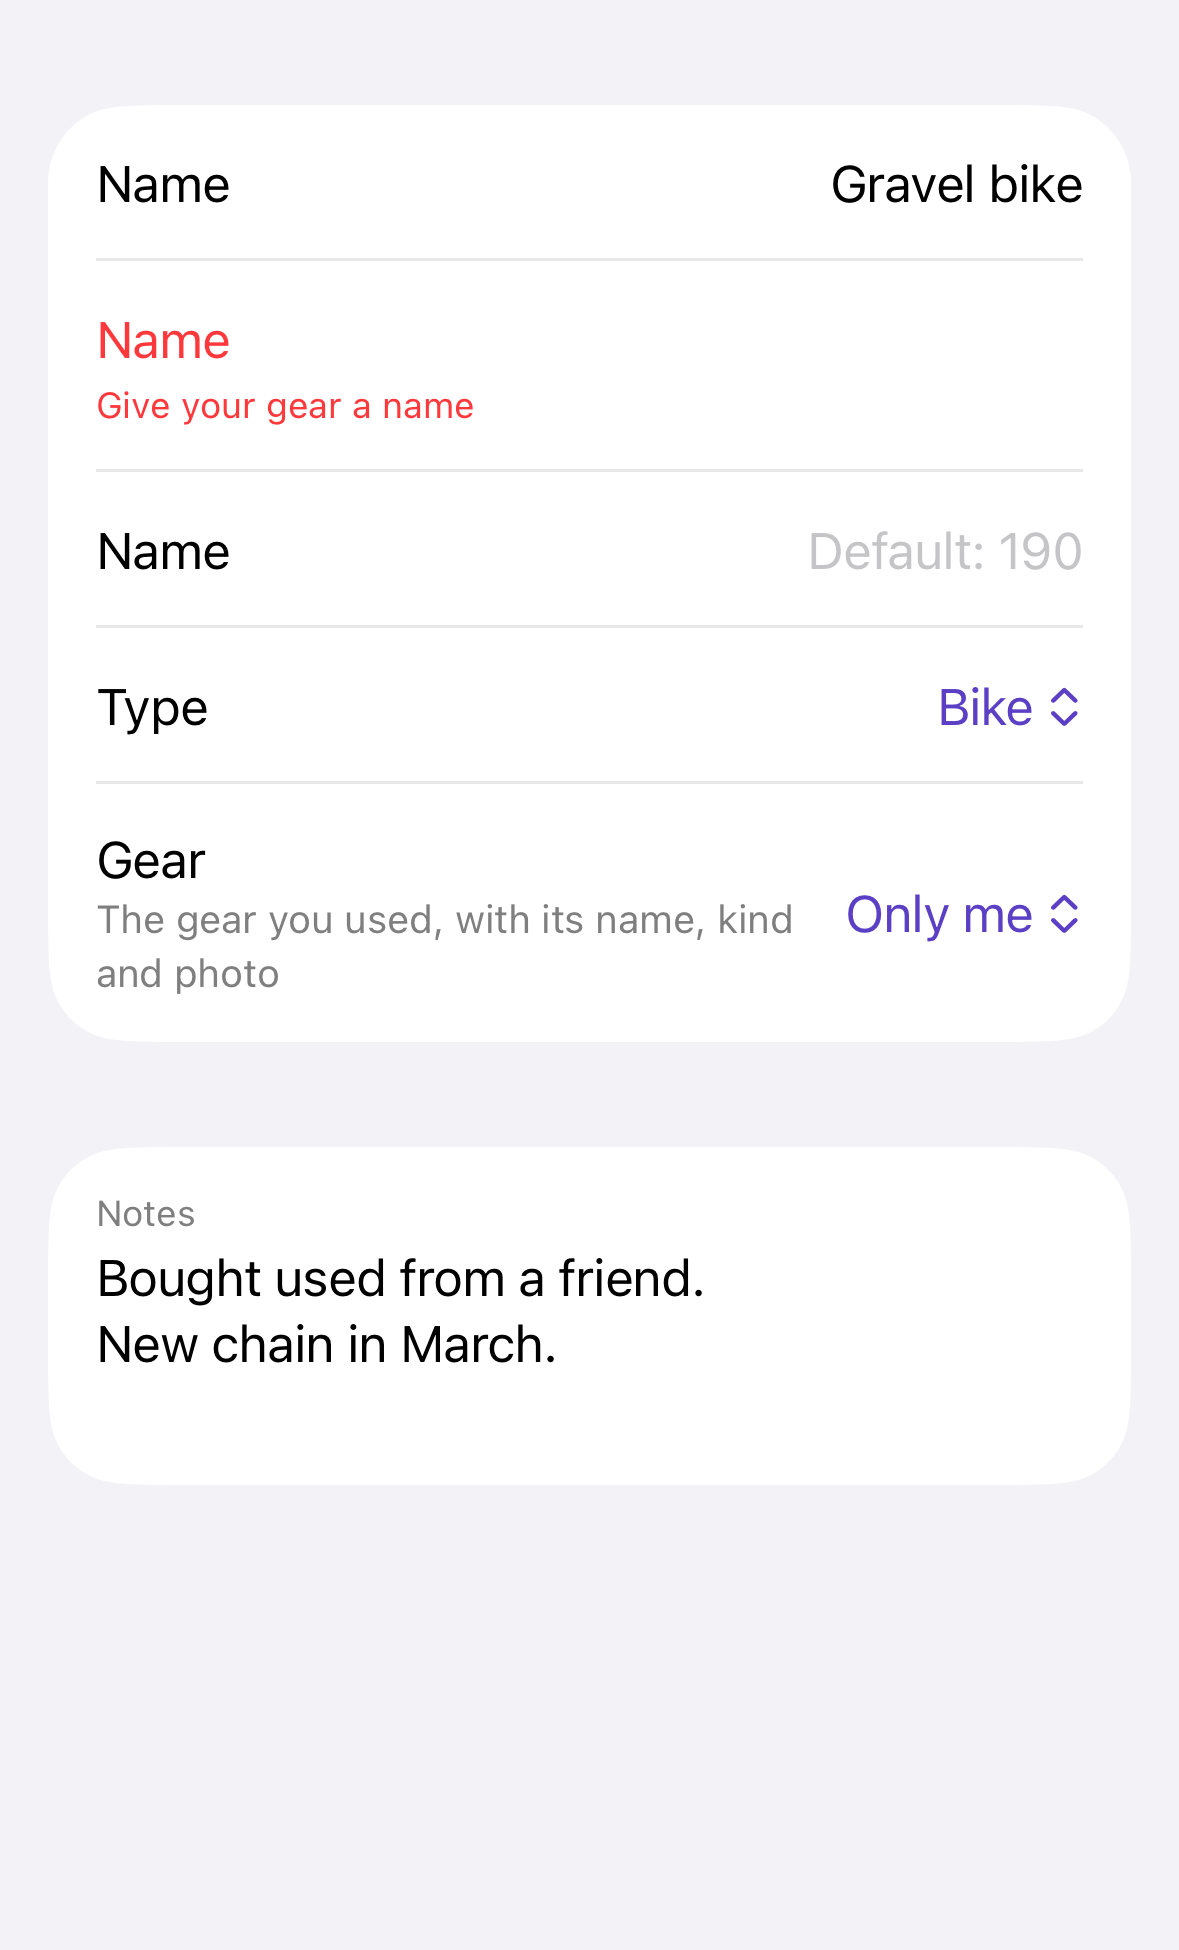 Name Gravel bike
Name
Give your gear a name
Name Default: 190
Type Bike
Gear
The gear you used, with its name, kind
and photo
Only me
Notes
Bought used from a friend.
New chain in March.